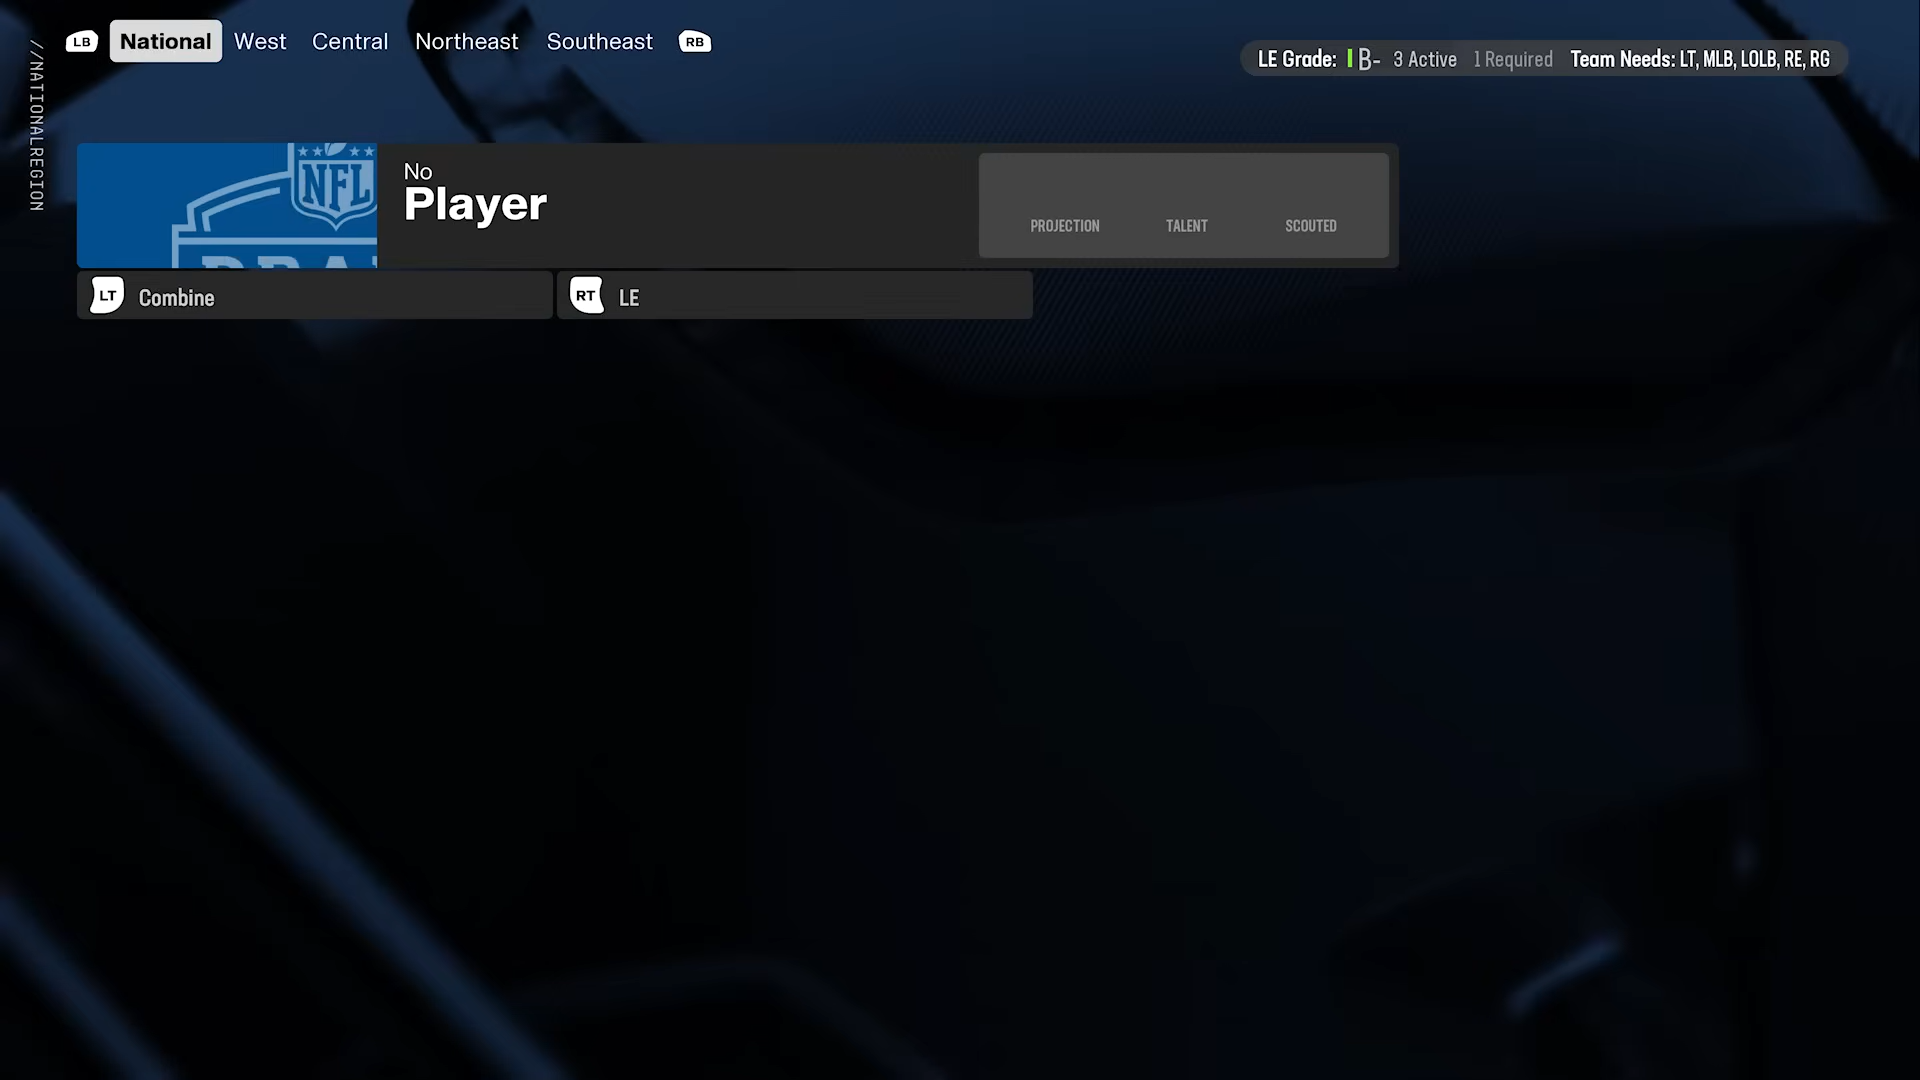 LB National West Central Northeast Southeast RB
LE Grade: B- 3 Active 1 Required Team Needs: LT, MLB, LOLB, RE, RG
//NATIONALREGION
NFL
No
Player
PROJECTION TALENT SCOUTED
LT Combine RT LE